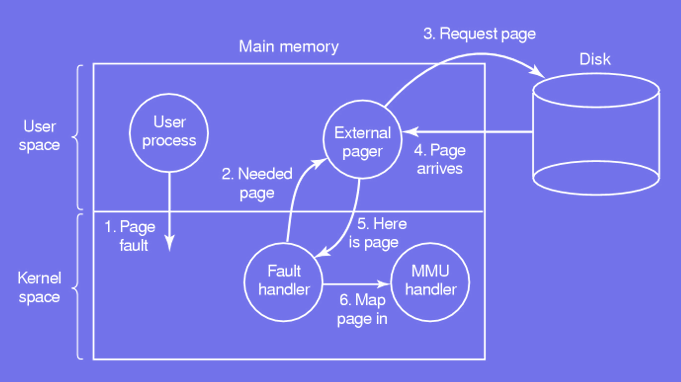 Main memory
3. Request page
Disk
User
space
User
process
External
pager
2. Needed
page
4. Page
arrives
1. Page
fault
5. Here
is page
Kernel
space
Fault
handler
MMU
handler
6. Map
page in